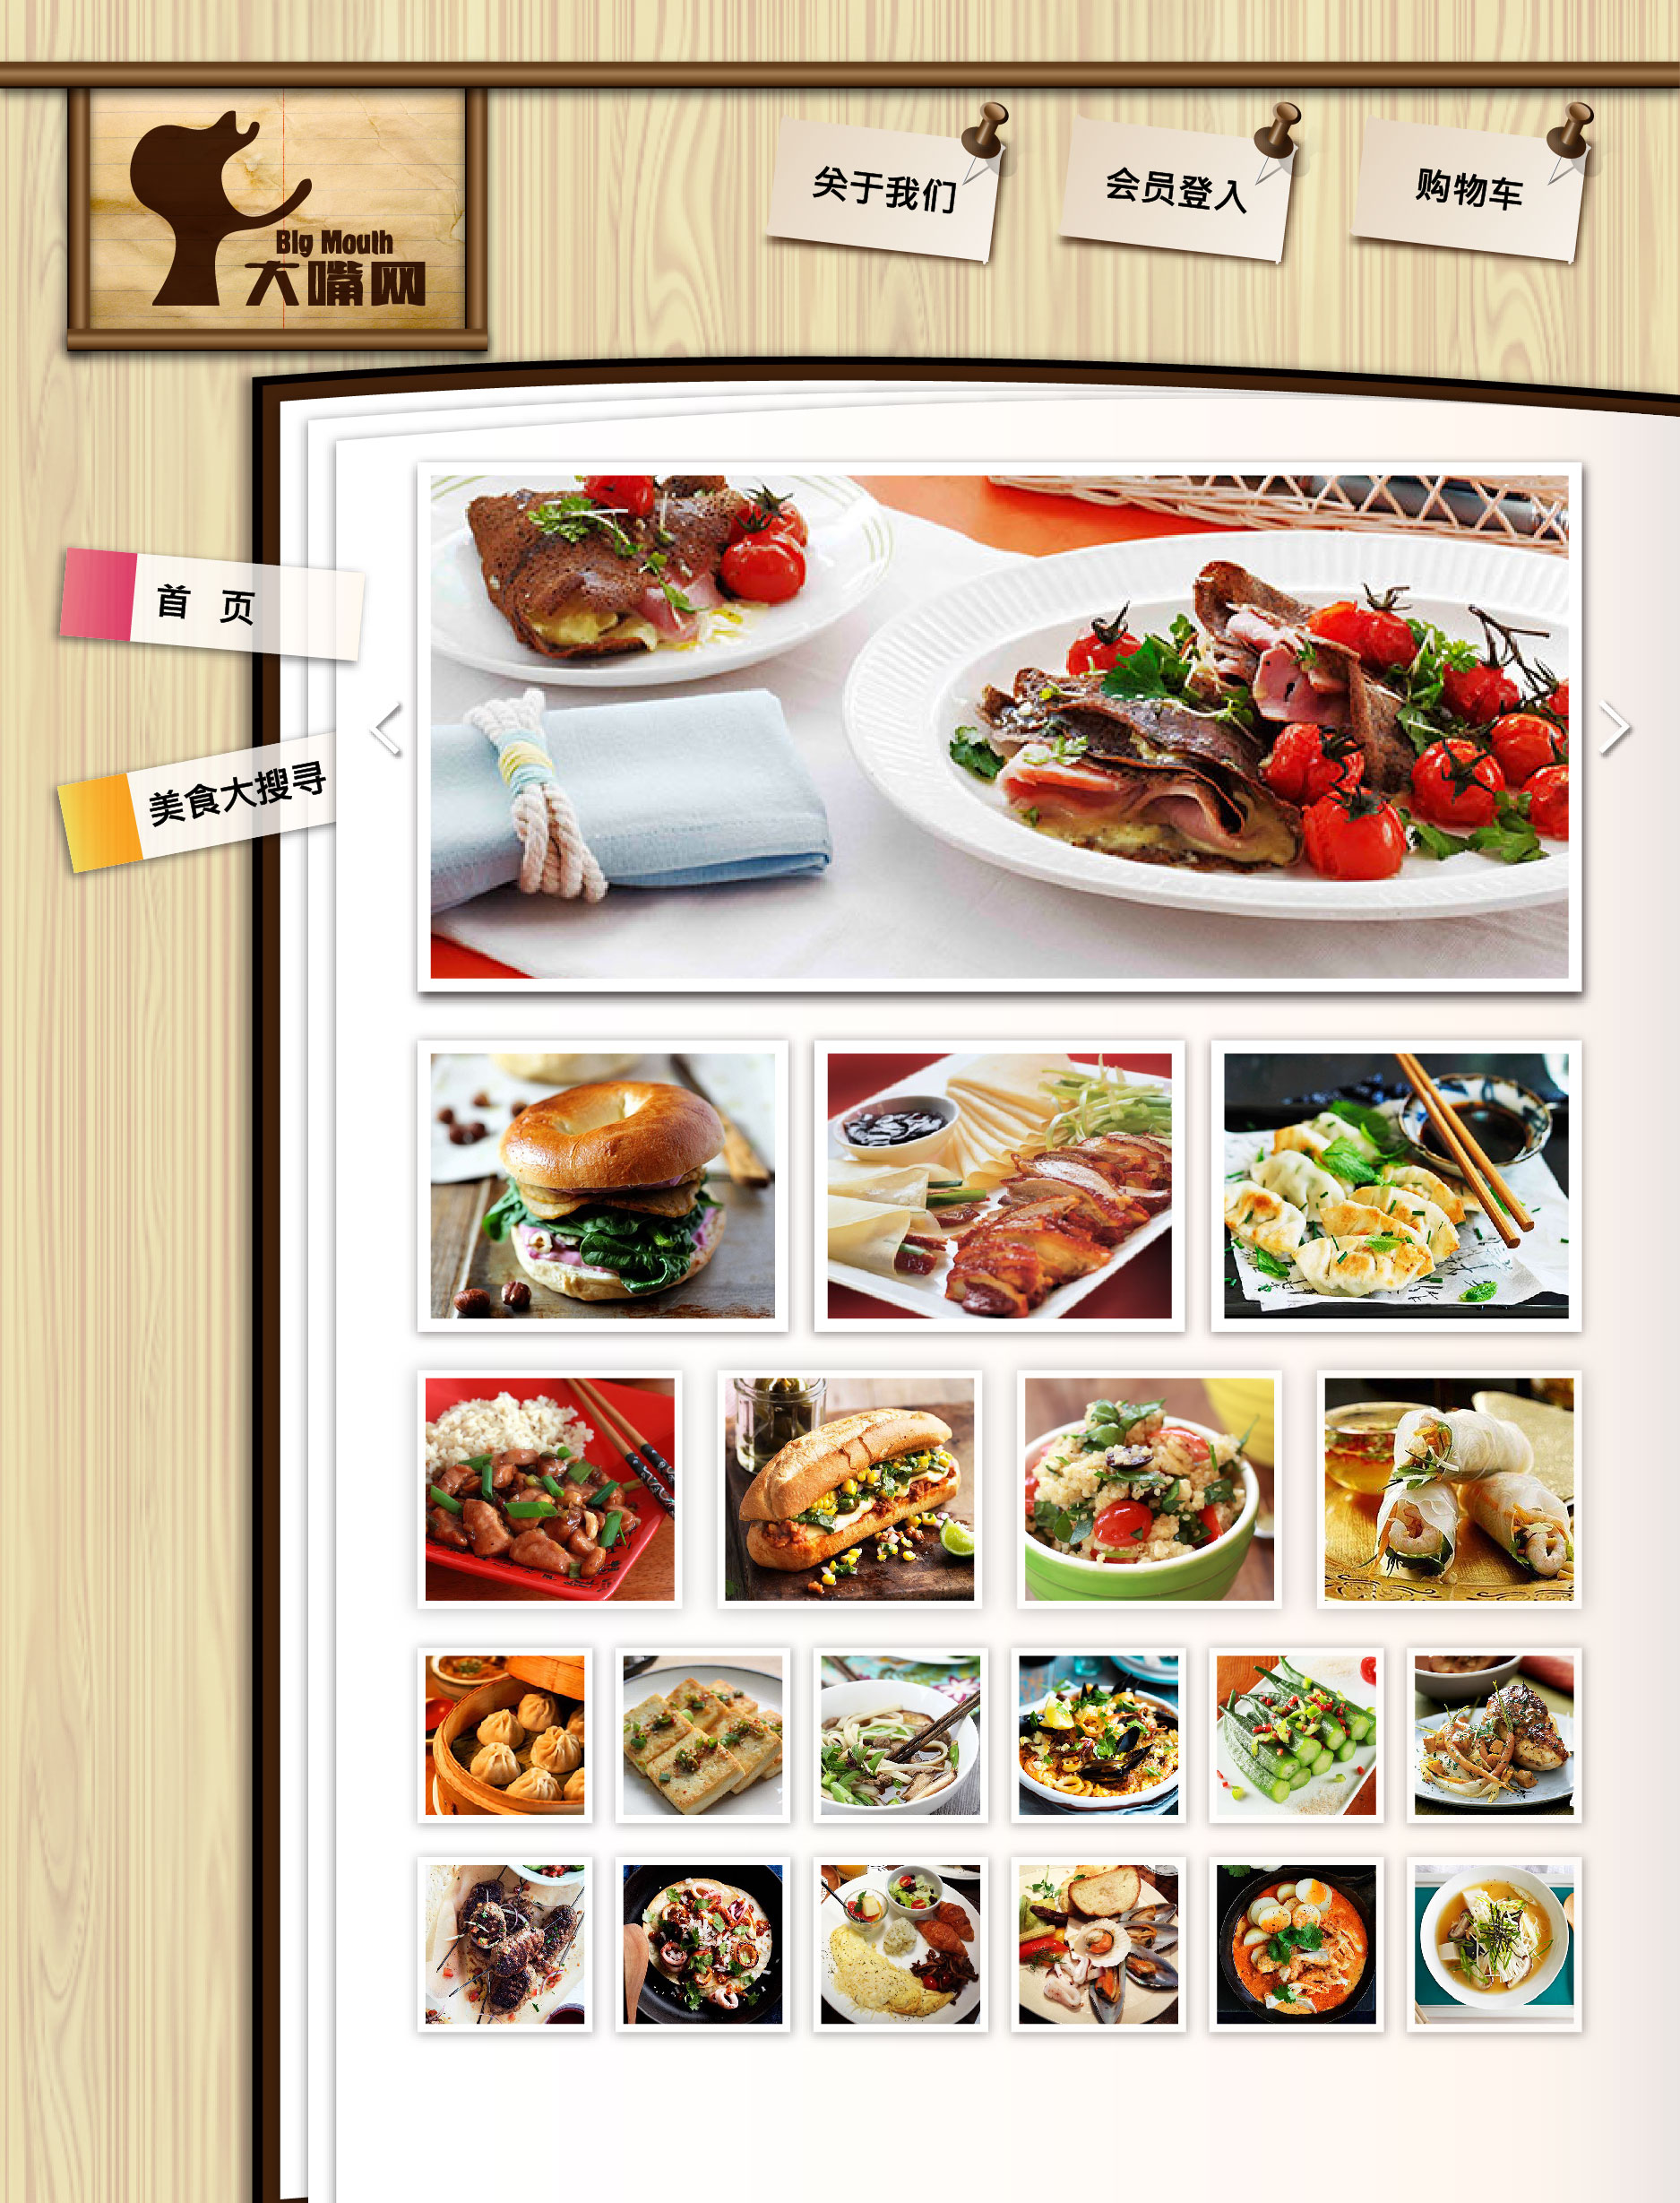 Big Mouth
大嘴网
关于我们
会员登入
购物车
首 页
美食大搜寻